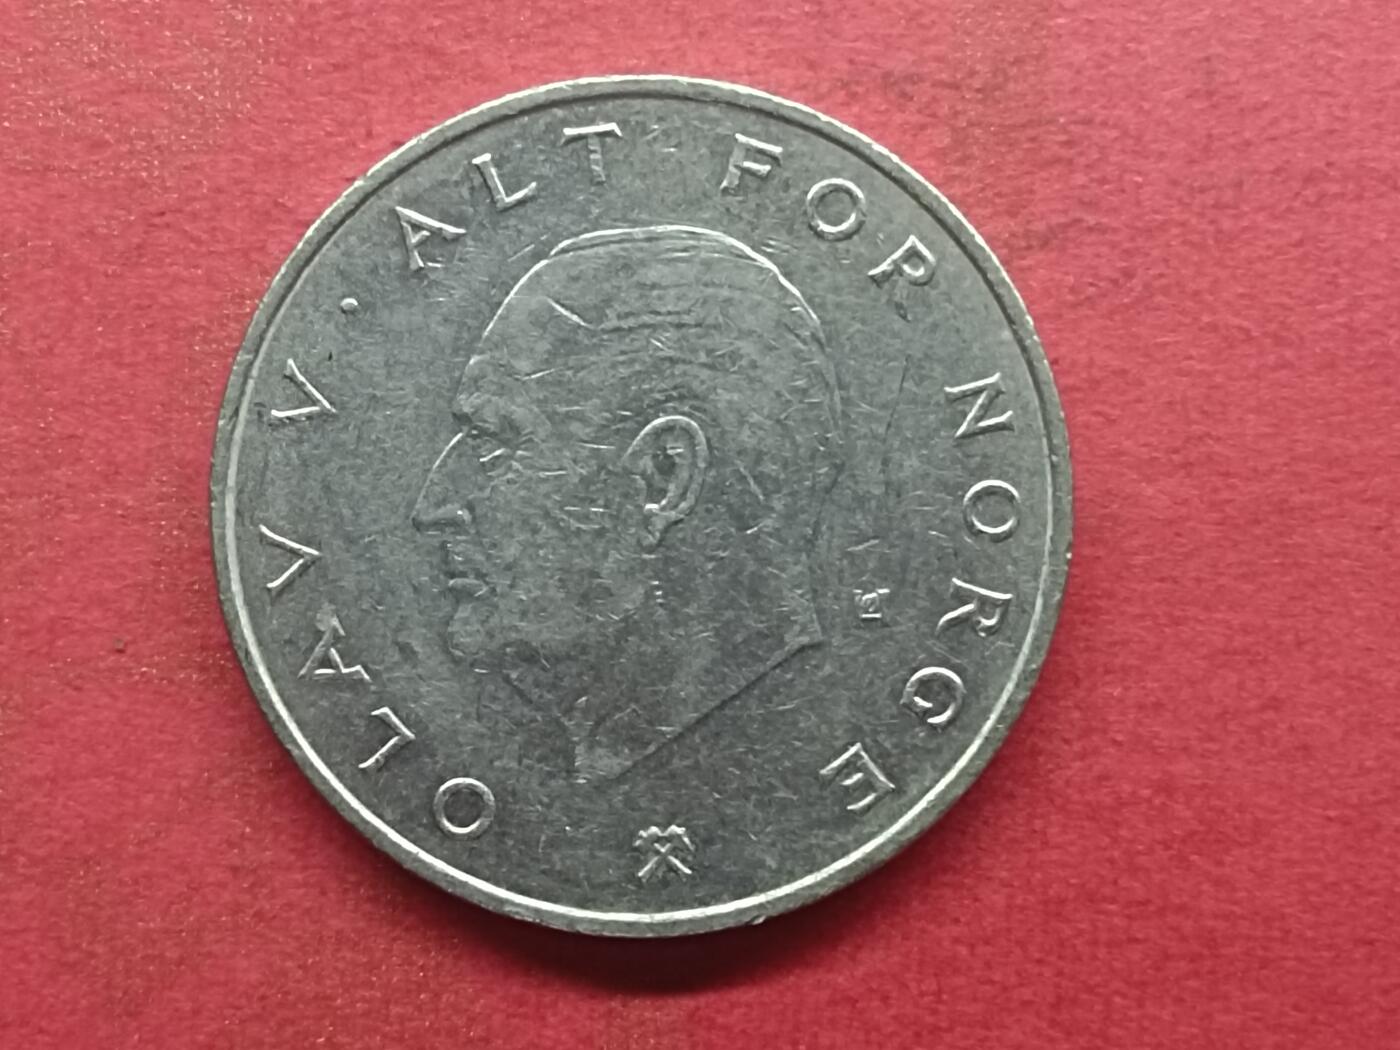 OLAV V · ALT FOR NORGE